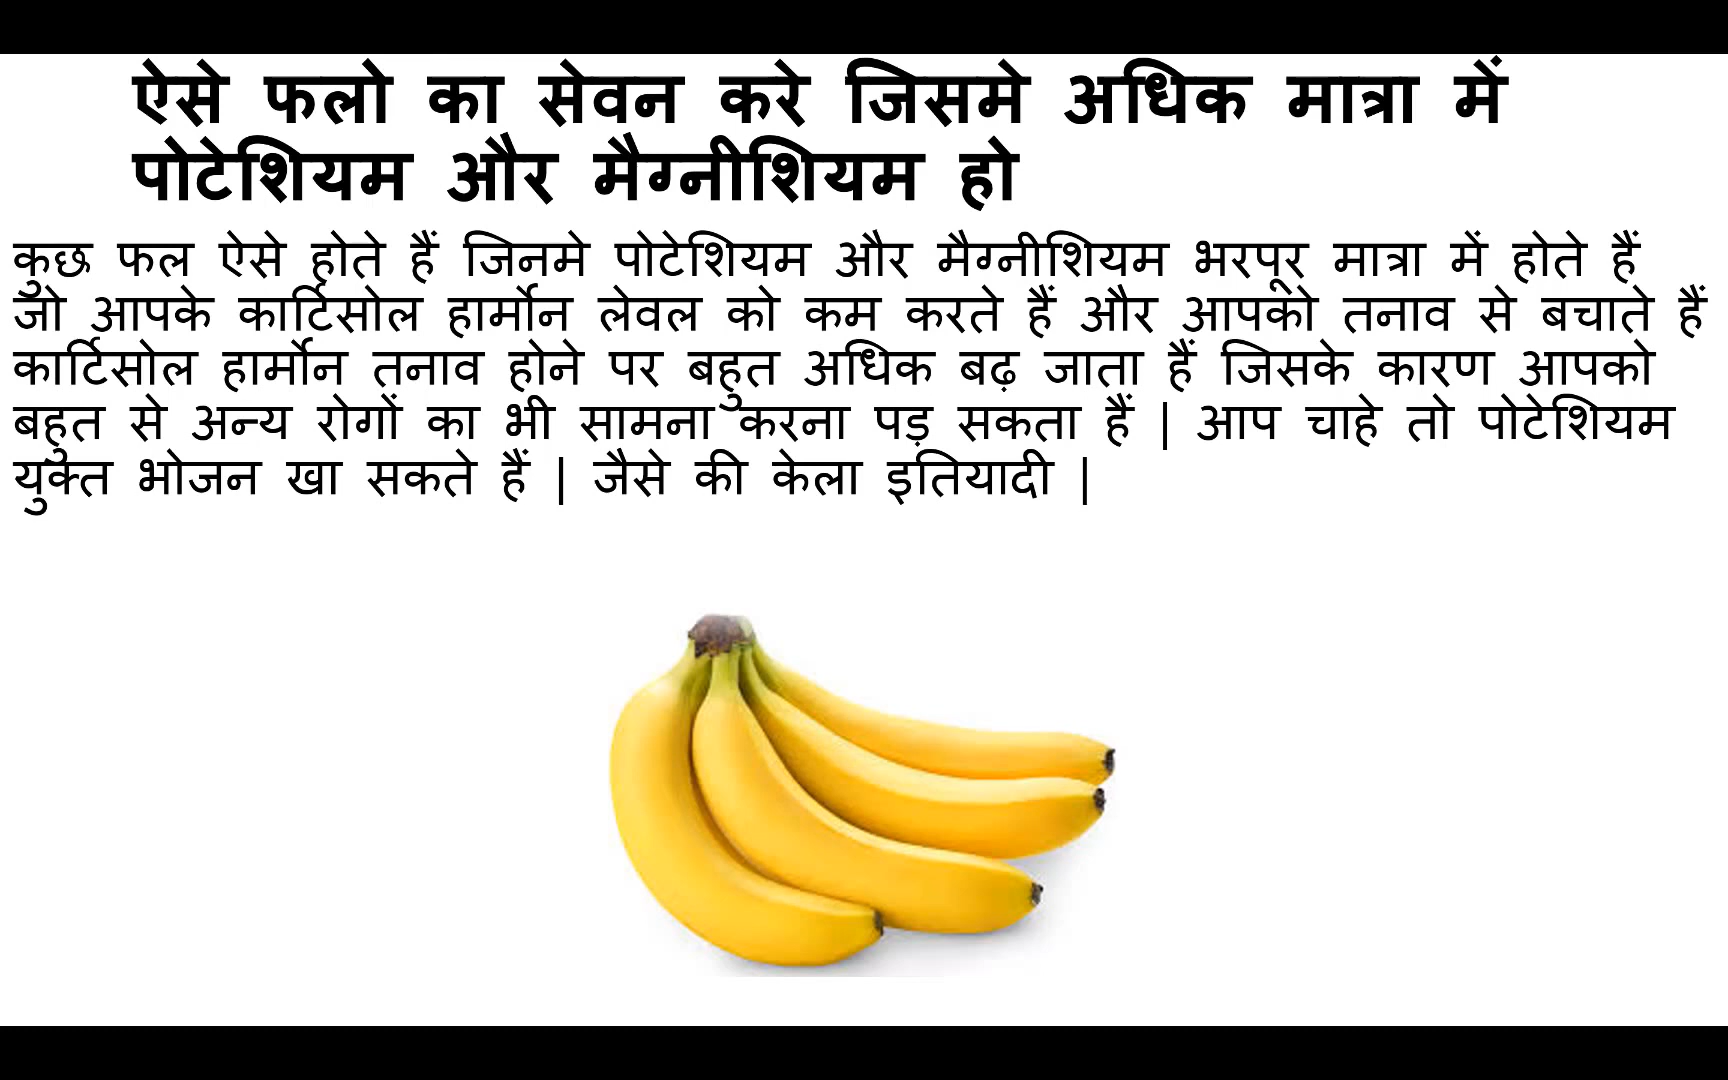 ऐसे फलो का सेवन करे जिसमे अधिक मात्रा में
पोटेशियम और मैग्नीशियम हो
कुछ फल ऐसे होते हैं जिनमे पोटेशियम और मैग्नीशियम भरपूर मात्रा में होते हैं
जो आपके कार्टिसोल हार्मोन लेवल को कम करते हैं और आपको तनाव से बचाते हैं
कार्टिसोल हार्मोन तनाव होने पर बहुत अधिक बढ़ जाता हैं जिसके कारण आपको
बहुत से अन्य रोगों का भी सामना करना पड़ सकता हैं | आप चाहे तो पोटेशियम
युक्त भोजन खा सकते हैं | जैसे की केला इतियादी |